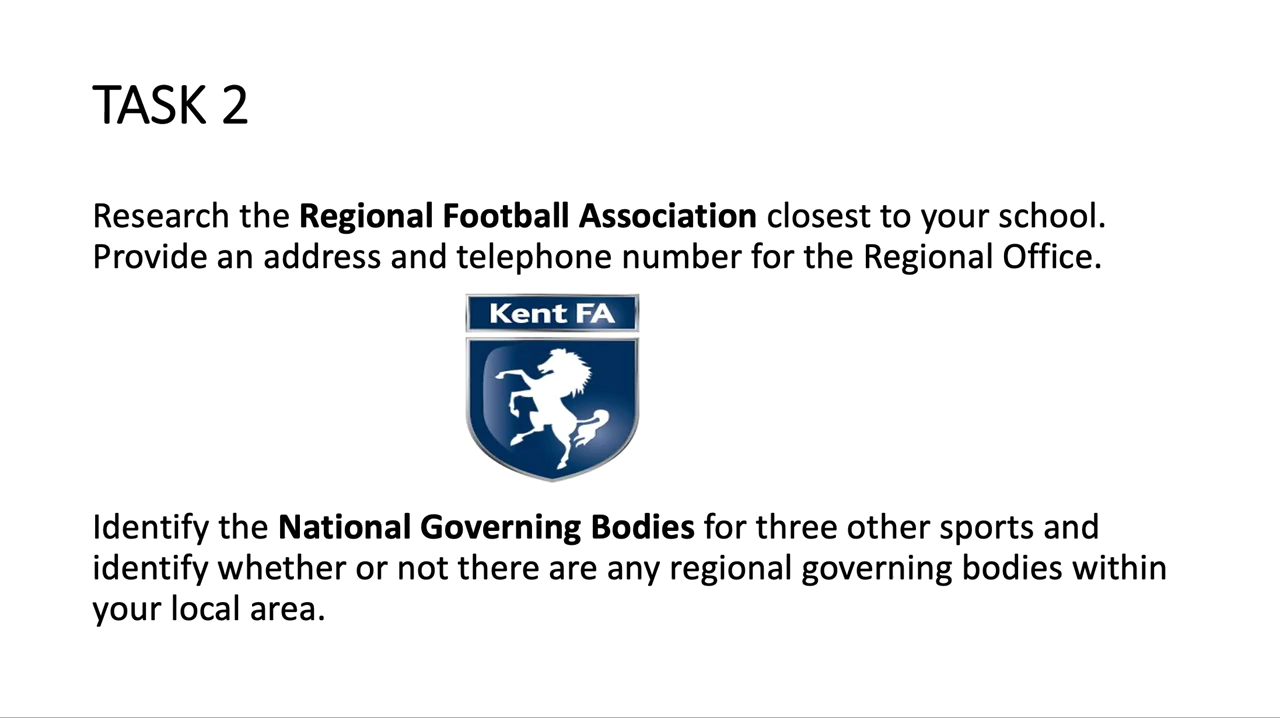 TASK 2
Research the Regional Football Association closest to your school.
Provide an address and telephone number for the Regional Office.
Kent FA
Identify the National Governing Bodies for three other sports and
identify whether or not there are any regional governing bodies within
your local area.